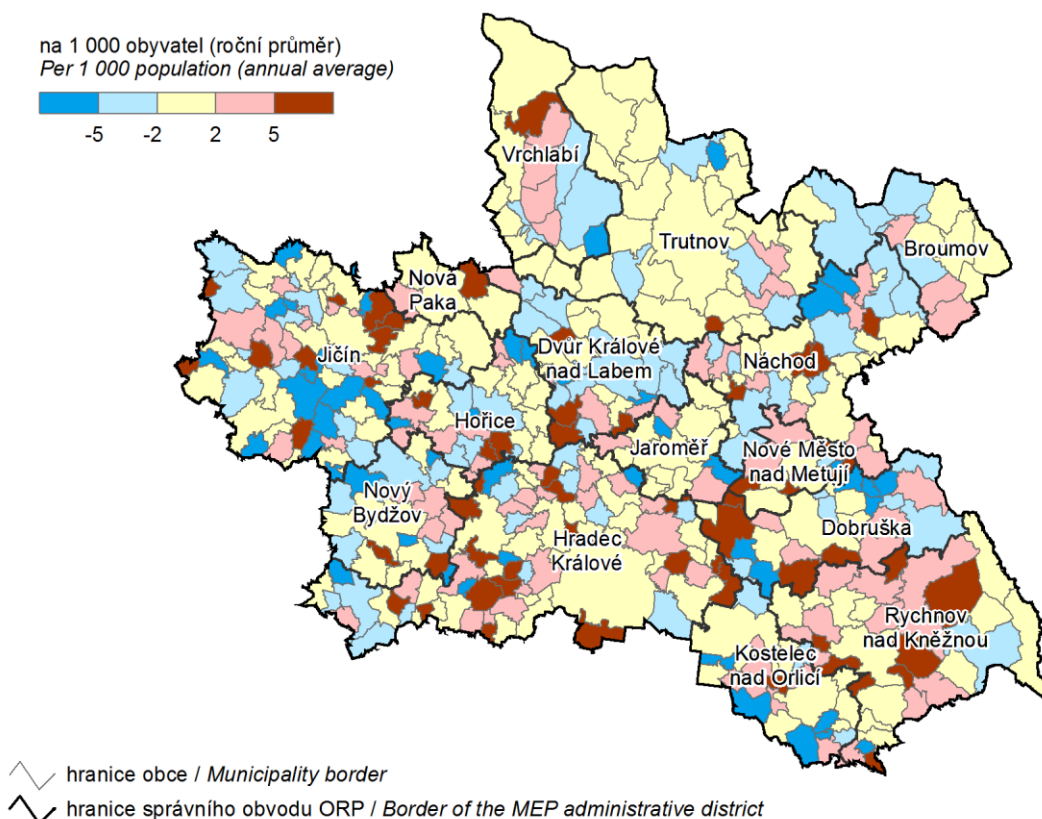 na 1 000 obyvatel (roční průměr)
Per 1 000 population (annual average)
-5 -2 2 5
Vrchlabí
Trutnov
Broumov
Nová
Paka
Jičín
Dvůr Králové
nad Labem
Náchod
Hořice
Jaroměř
Nové Město
nad Metují
Nový
Bydžov
Dobruška
Hradec
Králové
Rychnov
nad Kněžnou
Kostelec
nad Orlicí
hranice obce / Municipality border
hranice správního obvodu ORP / Border of the MEP administrative district